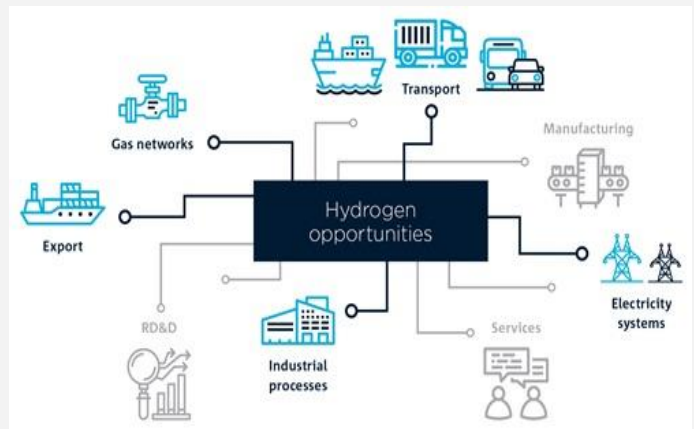 Transport
Gas networks
Manufacturing
Hydrogen
opportunities
Export
Electricity
systems
RD&D
Services
Industrial
processes